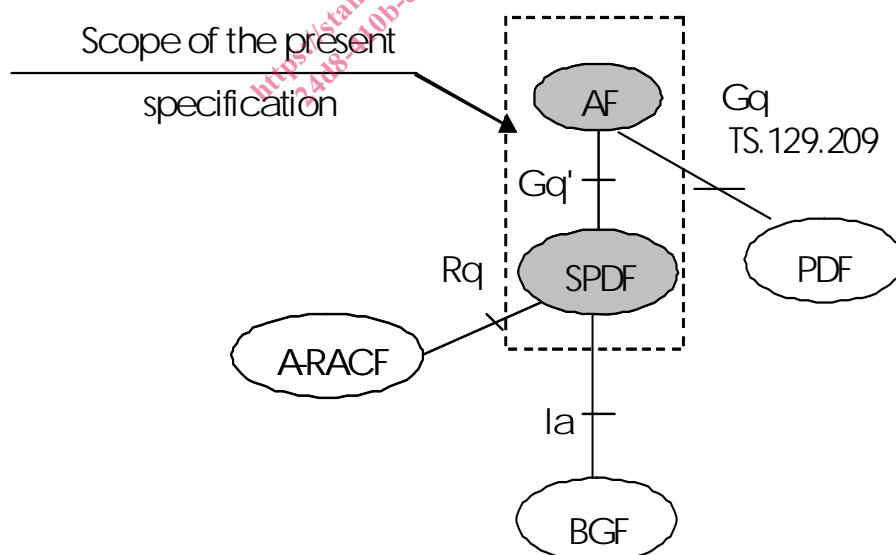 Scope of the present
specification
AF
Gq
TS.129.209
Gq'
SPDF
PDF
Rq
A-RACF
Ia
BGF